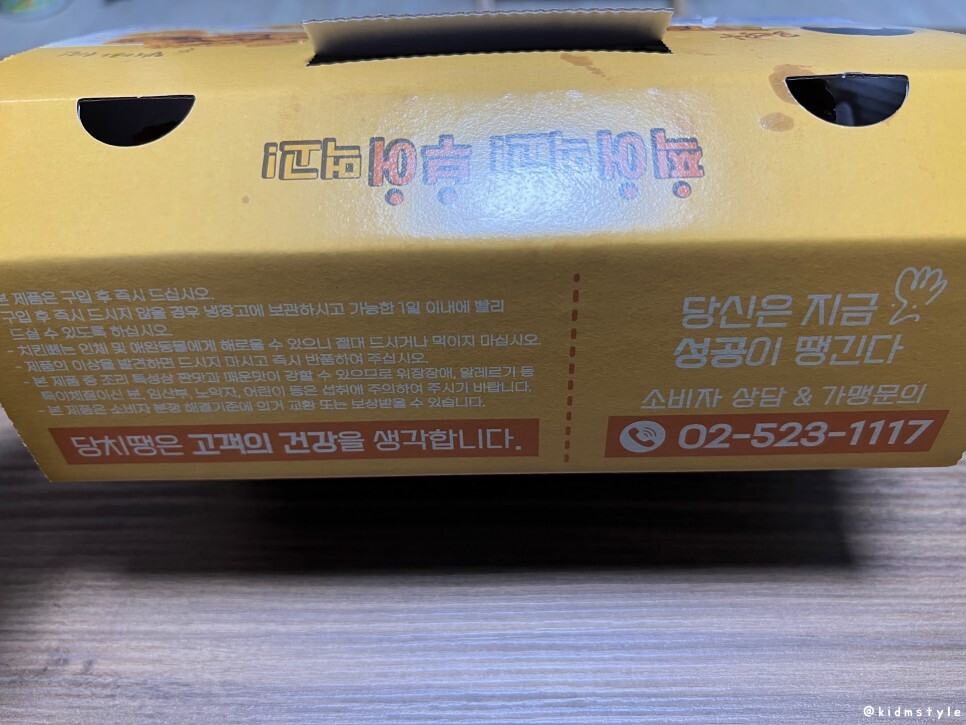 찍먹! 부먹!
본 제품은 구입 후 즉시 드십시오.
구입 후 즉시 드시지 않을 경우 냉장고에 보관하시고 가능한 1일 이내에 빨리
드실 수 있도록 하십시오.
- 치킨뼈는 인체 및 애완동물에게 해로울 수 있으니 절대 드시거나 먹이지 마십시오.
- 제품의 이상을 발견하면 드시지 마시고 즉시 반품하여 주십시오.
- 본 제품 중 조리 특성상 짠맛과 매운맛이 강할 수 있으므로 위장장애, 알레르기 등
특이체질이신 분, 임산부, 노약자, 어린이 등은 섭취에 주의하여 주시기 바랍니다.
- 본 제품은 소비자 분쟁 해결기준에 의거 교환 또는 보상받을 수 있습니다.
당치땡은 고객의 건강을 생각합니다.
당신은 지금
성공이 땡긴다
소비자 상담 & 가맹문의
02-523-1117
@kidmstyle